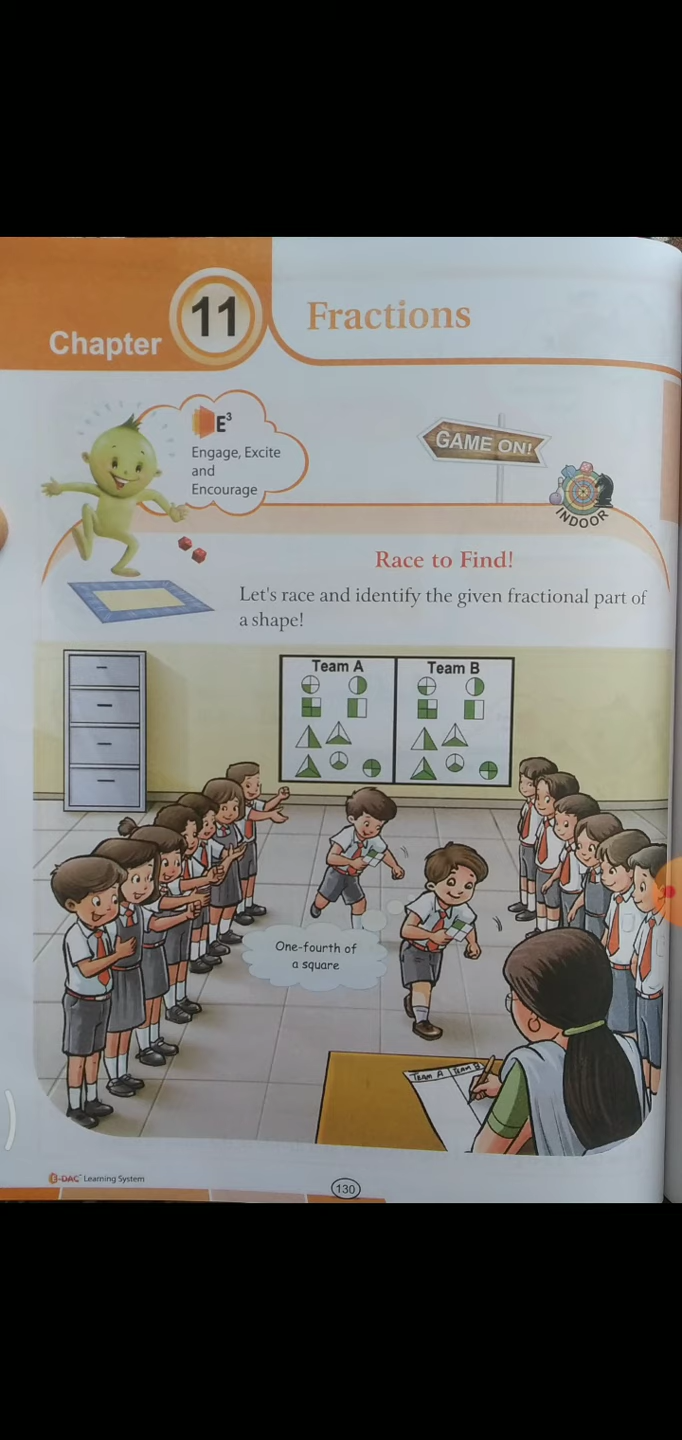 Chapter 11
Fractions
E³
Engage, Excite
and
Encourage
GAME ON!
INDOOR
Race to Find!
Let's race and identify the given fractional part of
a shape!
Team A
Team B
One-fourth of
a square
TEAM A
TEAM B
E-DAC Learning System
130